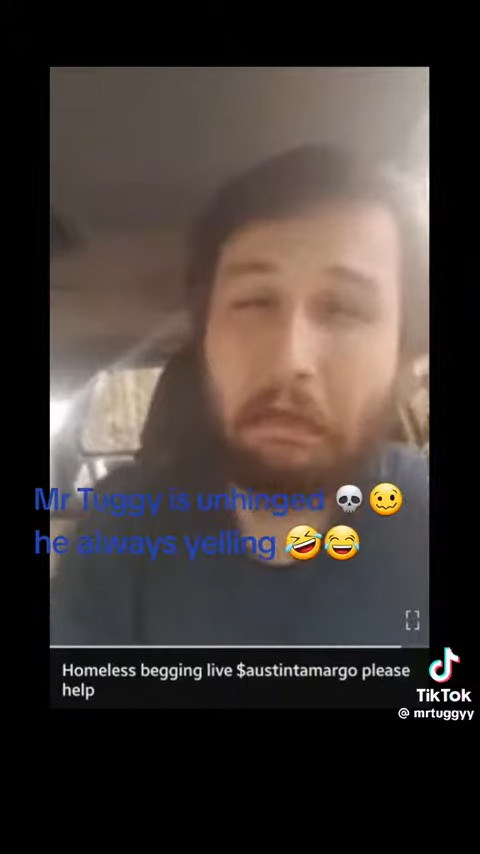 Mr Tuggy is unhinged 💀🥴
he always yelling 🤣😂
Homeless begging live $austintamargo please
help
TikTok
@ mrtuggyy